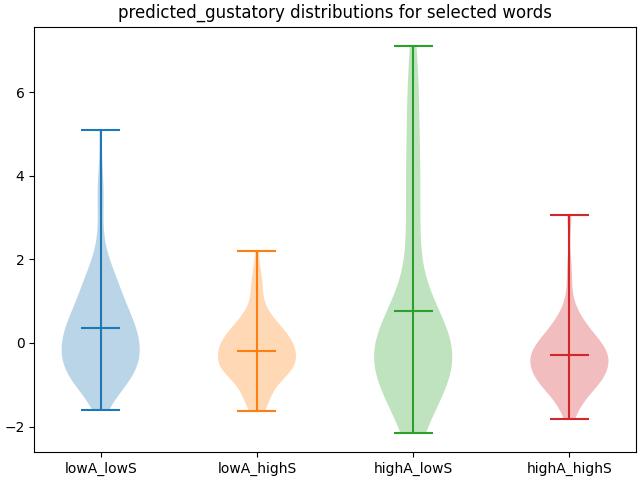 predicted_gustatory distributions for selected words
6
4
2
0
−2
lowA_lowS lowA_highS highA_lowS highA_highS